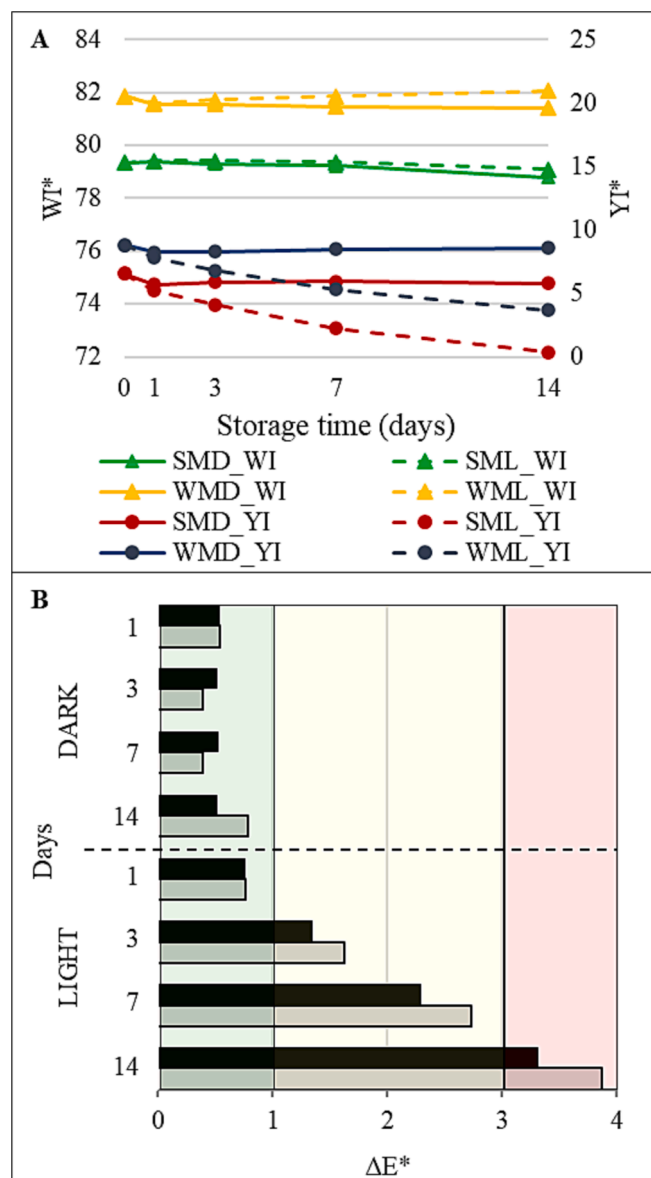 A
84
82
80
78
76
74
72
WI*
25
20
15
10
5
0
YI*
0 1 3 7 14
Storage time (days)
SMD_WI SML_WI
WMD_WI WML_WI
SMD_YI SML_YI
WMD_YI WML_YI
B
Days
DARK
1
3
7
14
LIGHT
1
3
7
14
0 1 2 3 4
ΔE*